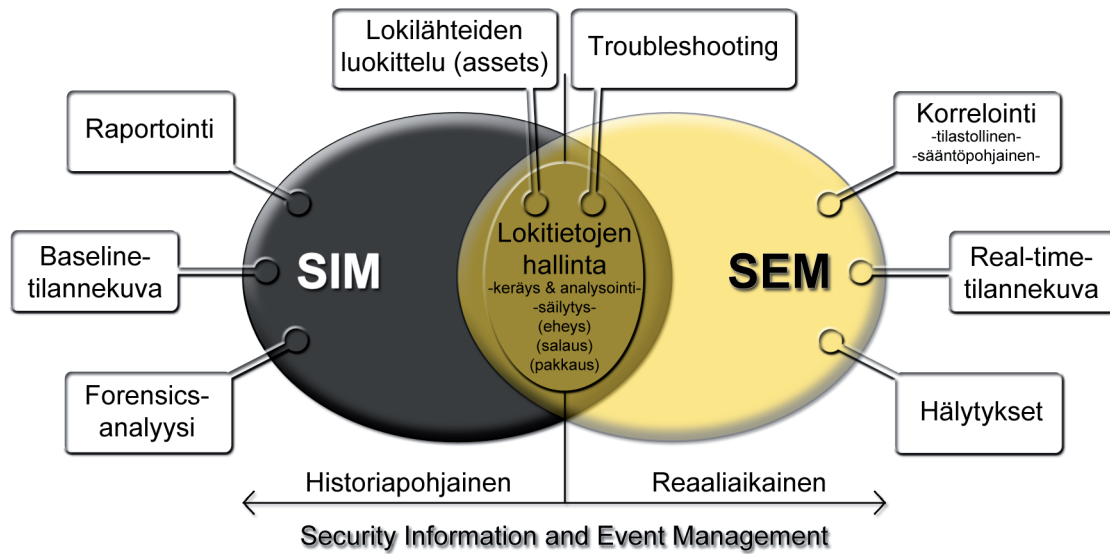 Lokilähteiden
luokittelu (assets)
Troubleshooting
Raportointi
Korrelointi
-tilastollinen-
-sääntöpohjainen-
Baseline-
tilannekuva
SIM
Lokitietojen
hallinta
-keräys & analysointi-
-säilytys-
(eheys)
(salaus)
(pakkaus)
SEM
Real-time-
tilannekuva
Forensics-
analyysi
Hälytykset
Historiapohjainen
Reaaliaikainen
Security Information and Event Management